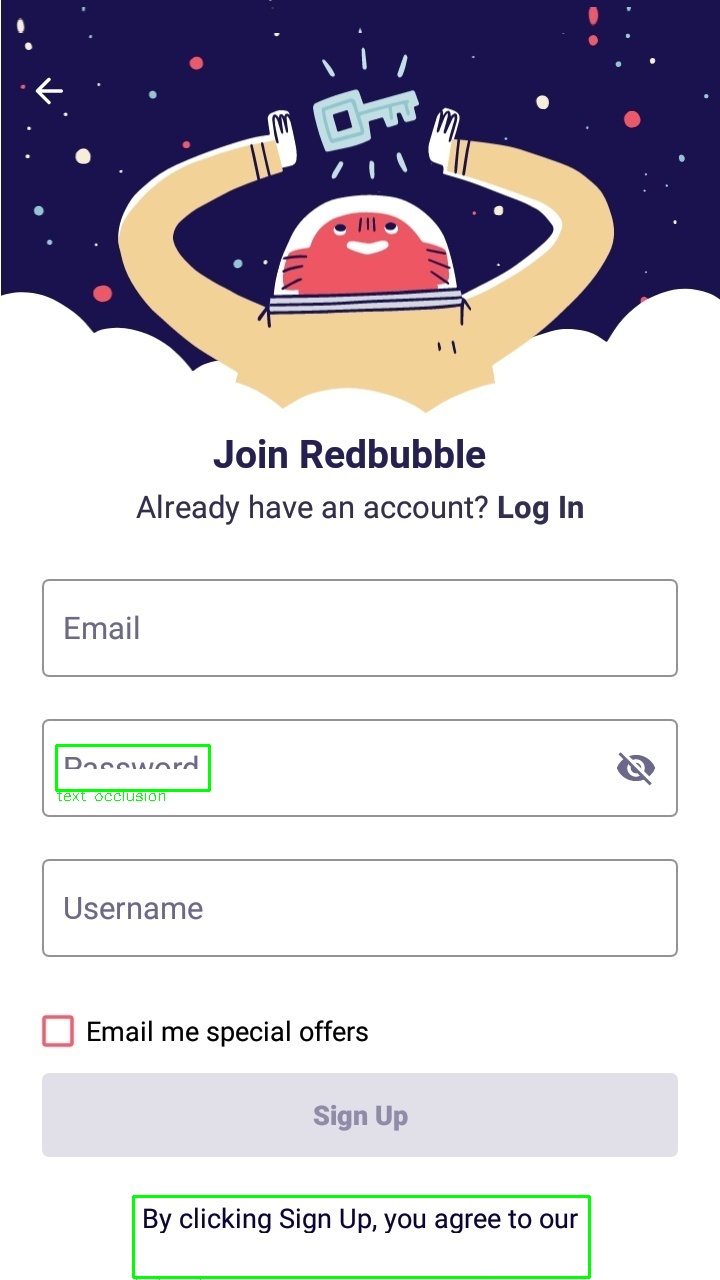 Join Redbubble
Already have an account? Log In
Email
Password
text occlusion
Username
Email me special offers
Sign Up
By clicking Sign Up, you agree to our